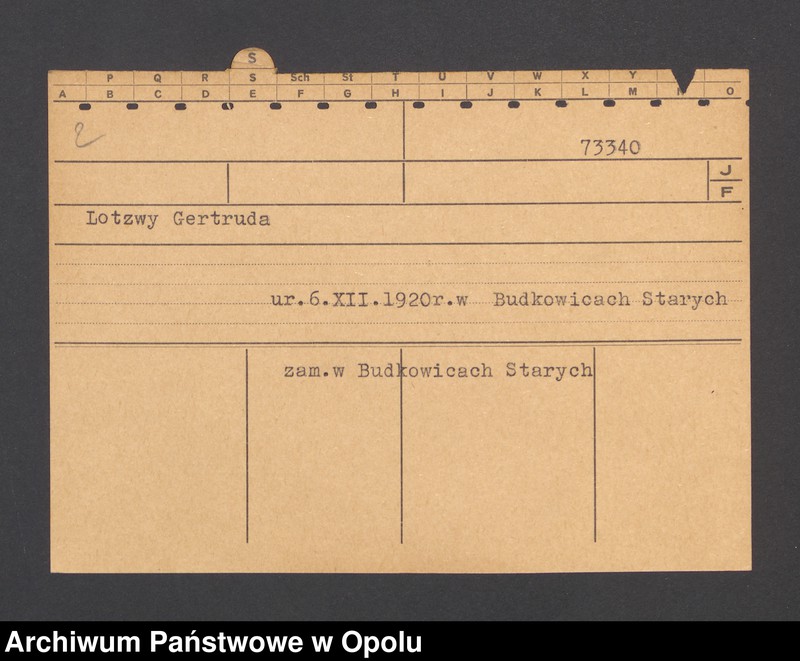 S
P Q R S Sch St T U V W X Y
A B C D E F G H I J K L M O
2
73340
J
F
Lotzwy Gertruda
ur.6.XII.1920r.w Budkowicach Starych
zam.w Budkowicach Starych
Archiwum Państwowe w Opolu